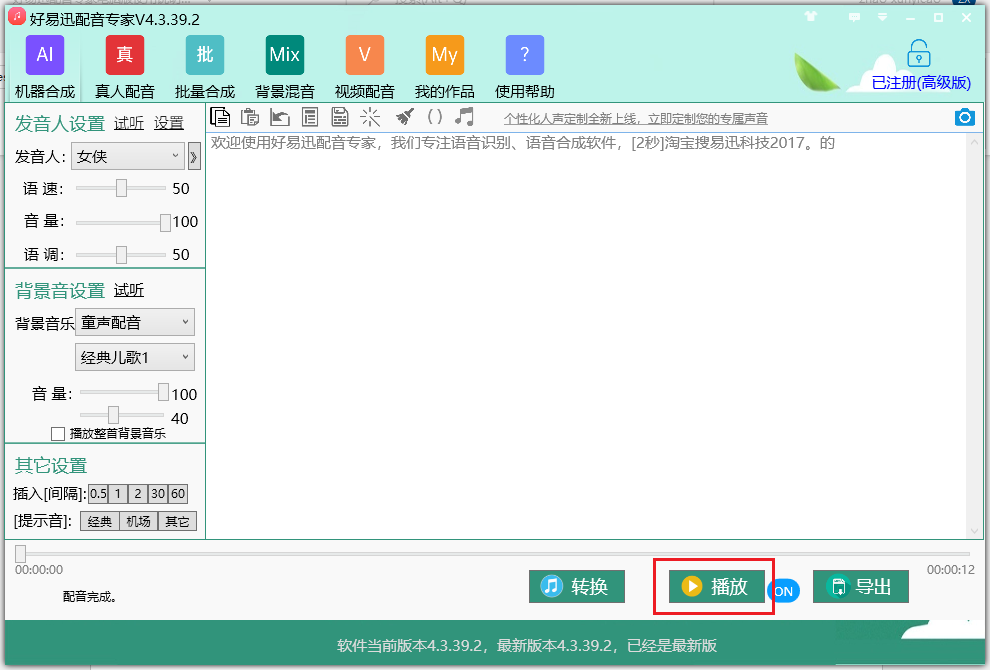 好易迅配音专家V4.3.39.2
AI 真 批 Mix V My ?
机器合成 真人配音 批量合成 背景混音 视频配音 我的作品 使用帮助
已注册(高级版)
发音人设置 试听 设置
个性化人声定制全新上线，立即定制您的专属声音
欢迎使用好易迅配音专家，我们专注语音识别、语音合成软件，[2秒]淘宝搜易迅科技2017。的
发音人： 女侠
语 速： 50
音 量： 100
语 调： 50
背景音设置 试听
背景音乐 童声配音
经典儿歌1
音 量： 100
40
播放整首背景音乐
其它设置
插入[间隔]: 0.5 1 2 30 60
[提示音]: 经典 机场 其它
00:00:00 00:00:12
配音完成。
转换 播放 ON 导出
软件当前版本4.3.39.2，最新版本4.3.39.2，已经是最新版